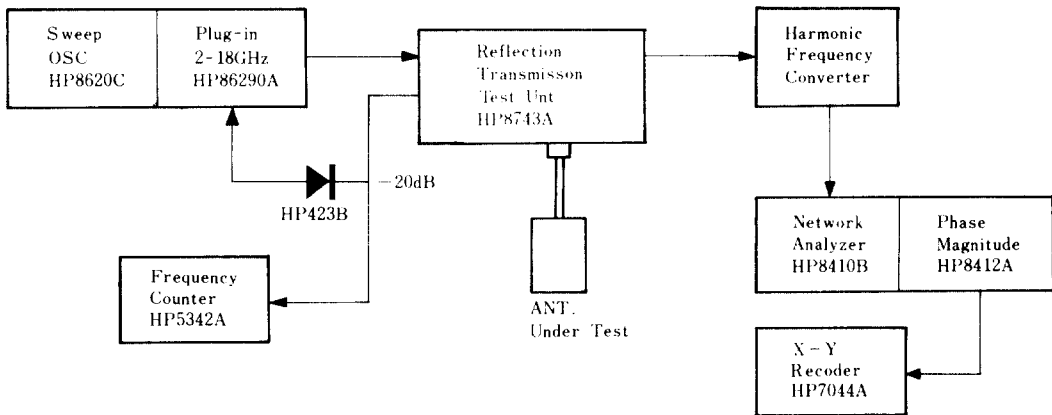 Sweep
OSC
HP8620C
Plug-in
2-18GHz
HP86290A
Reflection
Transmisson
Test Unt
HP8743A
Harmonic
Frequency
Converter
-20dB
HP423B
Frequency
Counter
HP5342A
ANT.
Under Test
Network
Analyzer
HP8410B
Phase
Magnitude
HP8412A
X-Y
Recoder
HP7044A